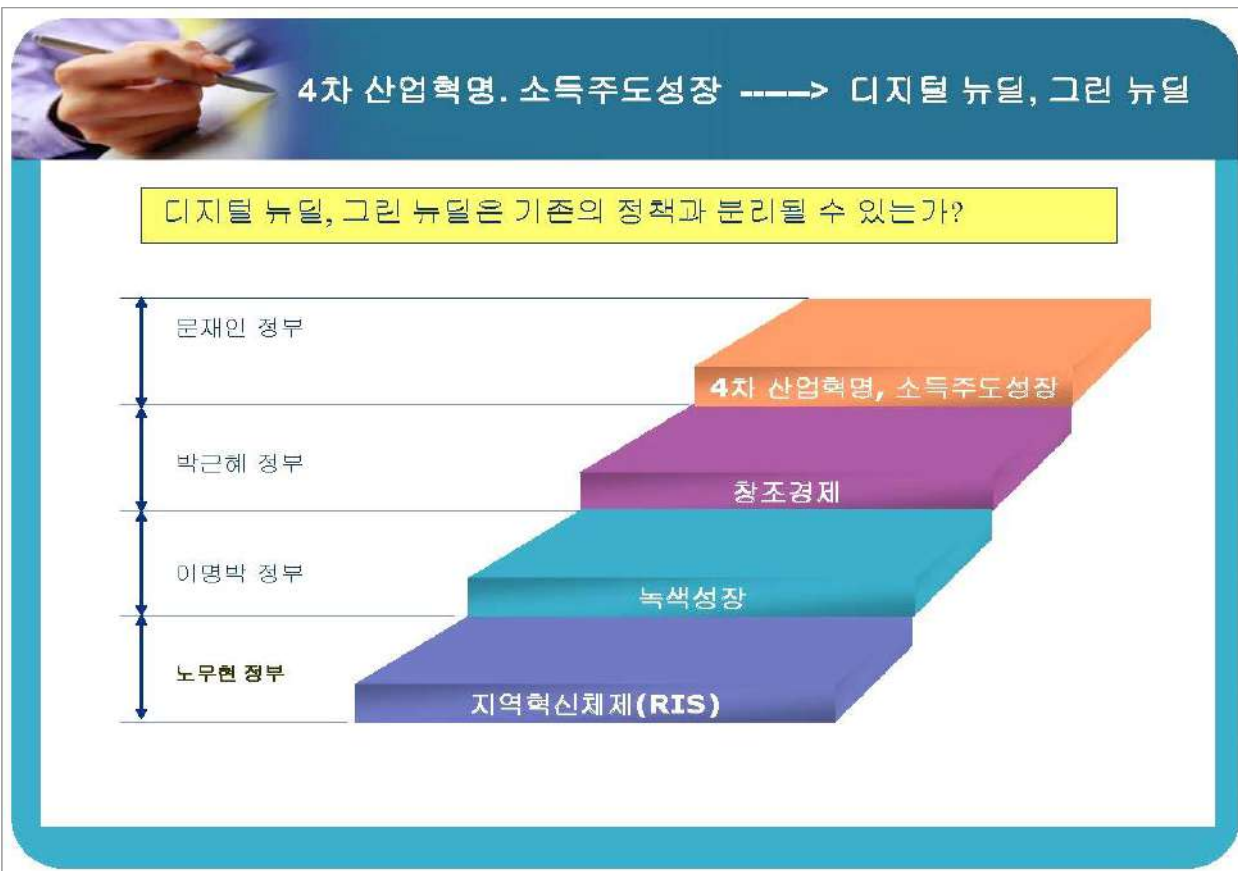 4차 산업혁명. 소득주도성장 -----> 디지털 뉴딜, 그린 뉴딜
디지털 뉴딜, 그린 뉴딜은 기존의 정책과 분리될 수 있는가?
문재인 정부
4차 산업혁명, 소득주도성장
박근혜 정부
창조경제
이명박 정부
녹색성장
노무현 정부
지역혁신체제(RIS)